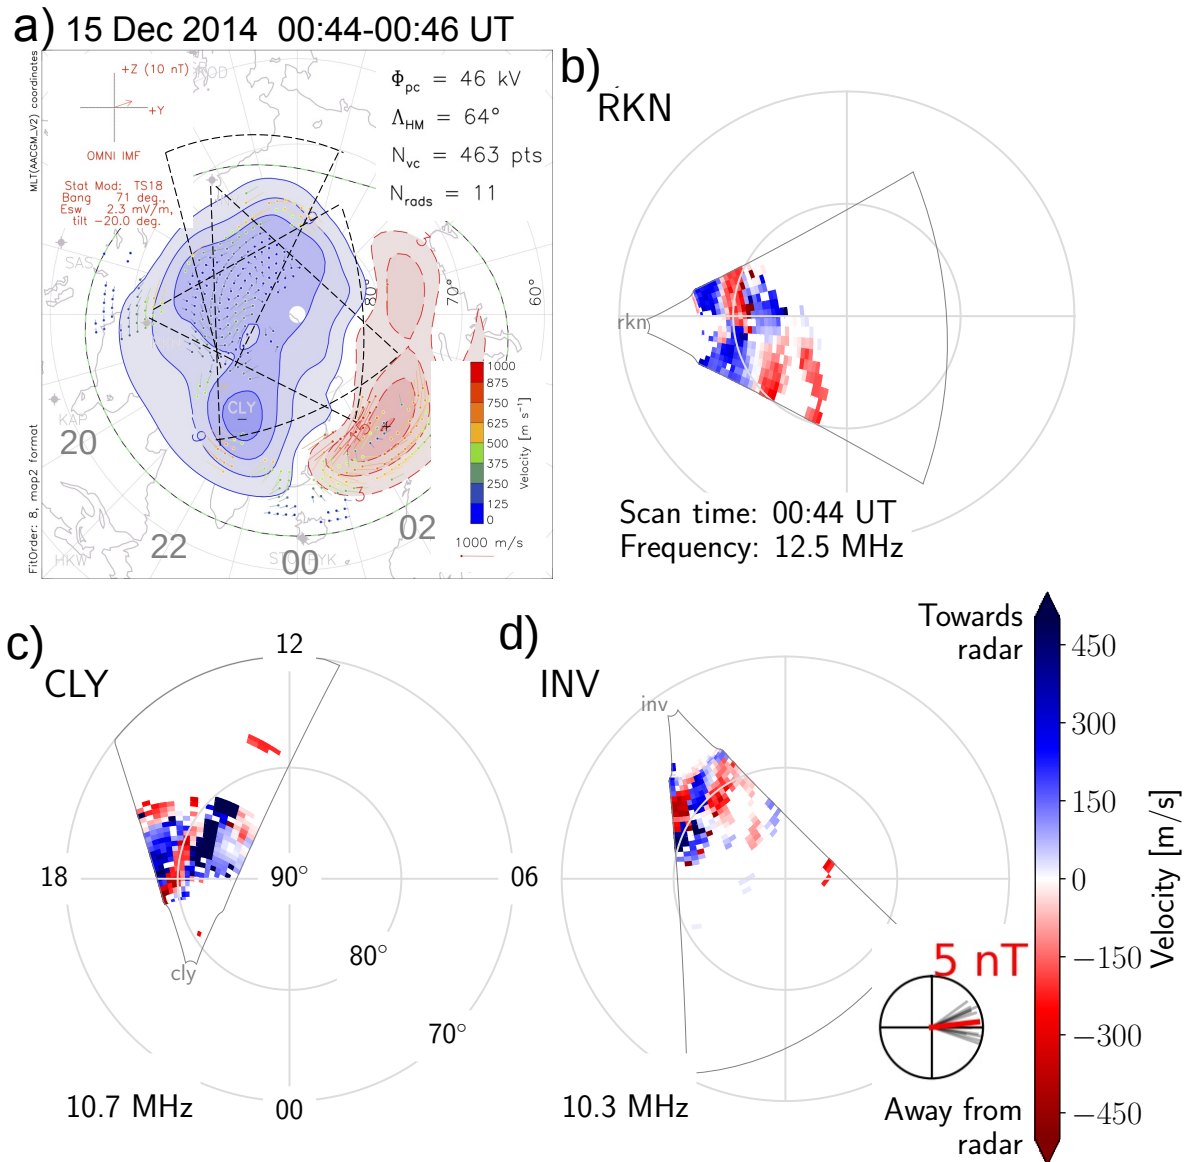 a) 15 Dec 2014 00:44-00:46 UT
MLT(AACGM_V2) coordinates
FitOrder: 8, map2 format
+Z (10 nT)
+Y
OMNI IMF
Stat Mod: TS18
Bang 71 deg.,
Esw 2.3 mV/m,
tilt −20.0 deg.
Φpc = 46 kV
ΛHM = 64°
Nvc = 463 pts
Nrads = 11
SAS
KAP
HKW
CLY
80°
70°
60°
20
22
00
02
3
1000
875
750
625
500
375
250
125
0
Velocity [m s⁻¹]
1000 m/s
b)
RKN
rkn
Scan time: 00:44 UT
Frequency: 12.5 MHz
c)
CLY
12
18
90°
06
80°
70°
00
cly
10.7 MHz
d)
INV
inv
10.3 MHz
5 nT
Towards
radar
450
300
150
0
−150
−300
−450
Velocity [m/s]
Away from
radar